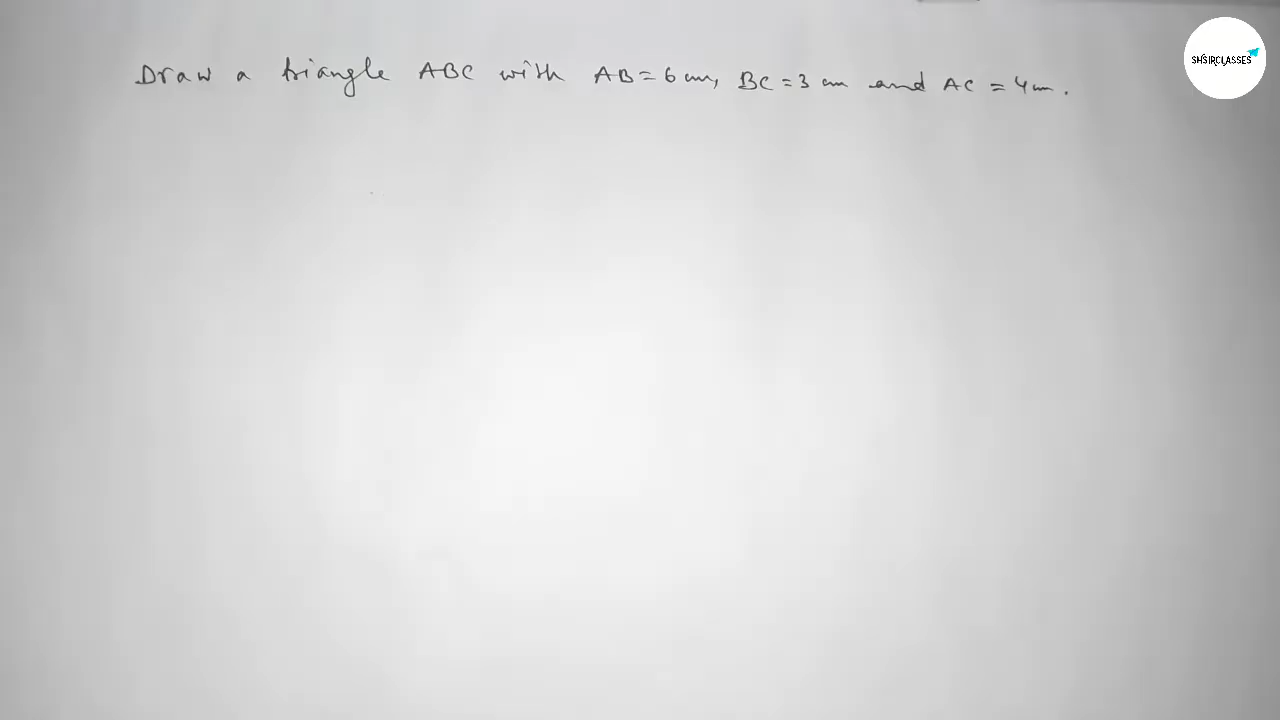 Draw a triangle ABC with AB = 6 cm, BC = 3 cm and AC = 4 cm.
SHSIRCLASSES